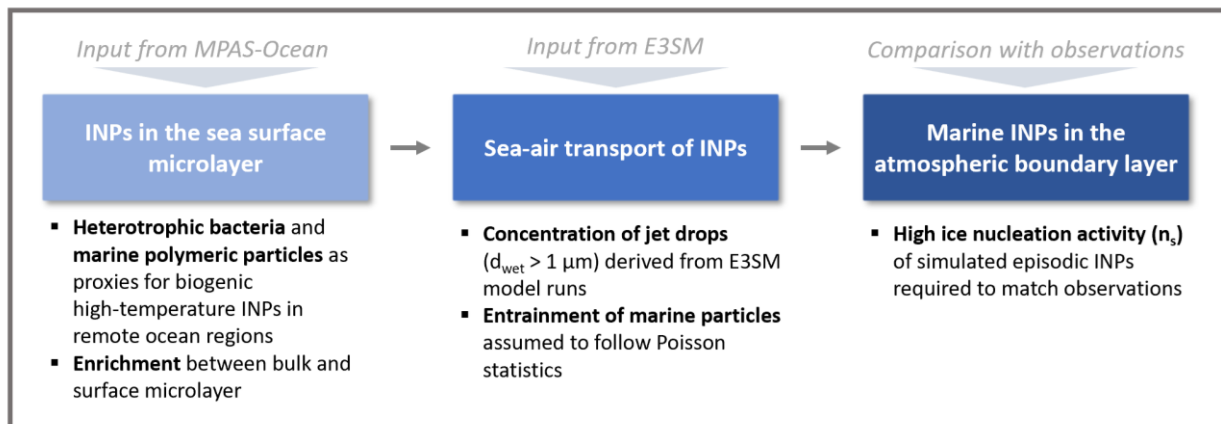 Input from MPAS-Ocean
INPs in the sea surface
microlayer
▪ Heterotrophic bacteria and
marine polymeric particles as
proxies for biogenic
high-temperature INPs in
remote ocean regions
▪ Enrichment between bulk and
surface microlayer
Input from E3SM
Sea-air transport of INPs
▪ Concentration of jet drops
(d_wet > 1 µm) derived from E3SM
model runs
▪ Entrainment of marine particles
assumed to follow Poisson
statistics
Comparison with observations
Marine INPs in the
atmospheric boundary layer
▪ High ice nucleation activity (n_s)
of simulated episodic INPs
required to match observations